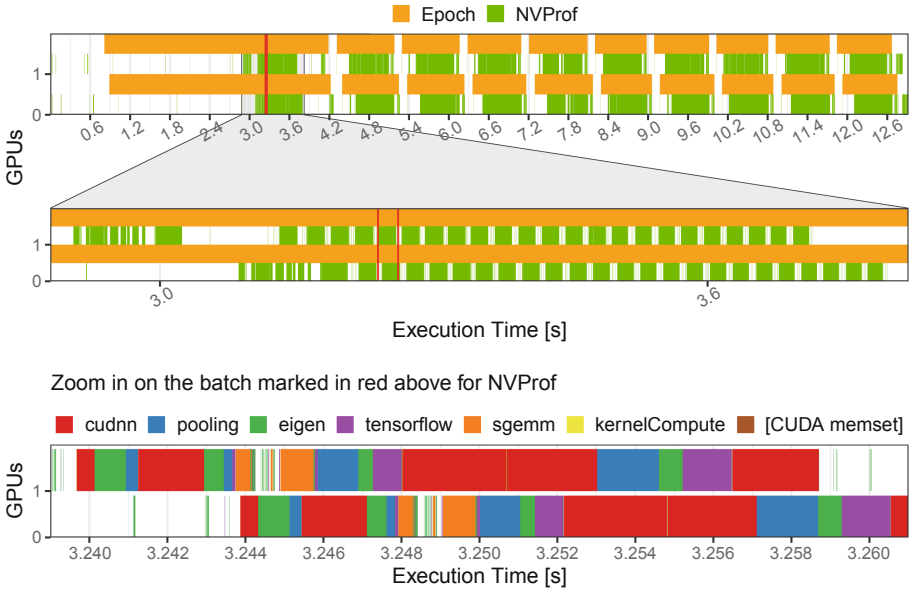 Epoch NVProf
1
0
GPUs
0.6 1.2 1.8 2.4 3.0 3.6 4.2 4.8 5.4 6.0 6.6 7.2 7.8 8.4 9.0 9.6 10.2 10.8 11.4 12.0 12.6
1
0
3.0 3.6
Execution Time [s]
Zoom in on the batch marked in red above for NVProf
cudnn pooling eigen tensorflow sgemm kernelCompute [CUDA memset]
GPUs
1
0
3.240 3.242 3.244 3.246 3.248 3.250 3.252 3.254 3.256 3.258 3.260
Execution Time [s]